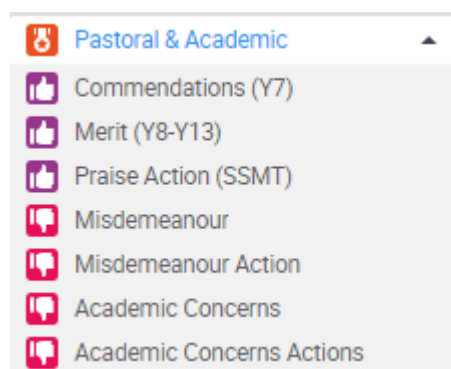 Pastoral & Academic
Commendations (Y7)
Merit (Y8-Y13)
Praise Action (SSMT)
Misdemeanour
Misdemeanour Action
Academic Concerns
Academic Concerns Actions